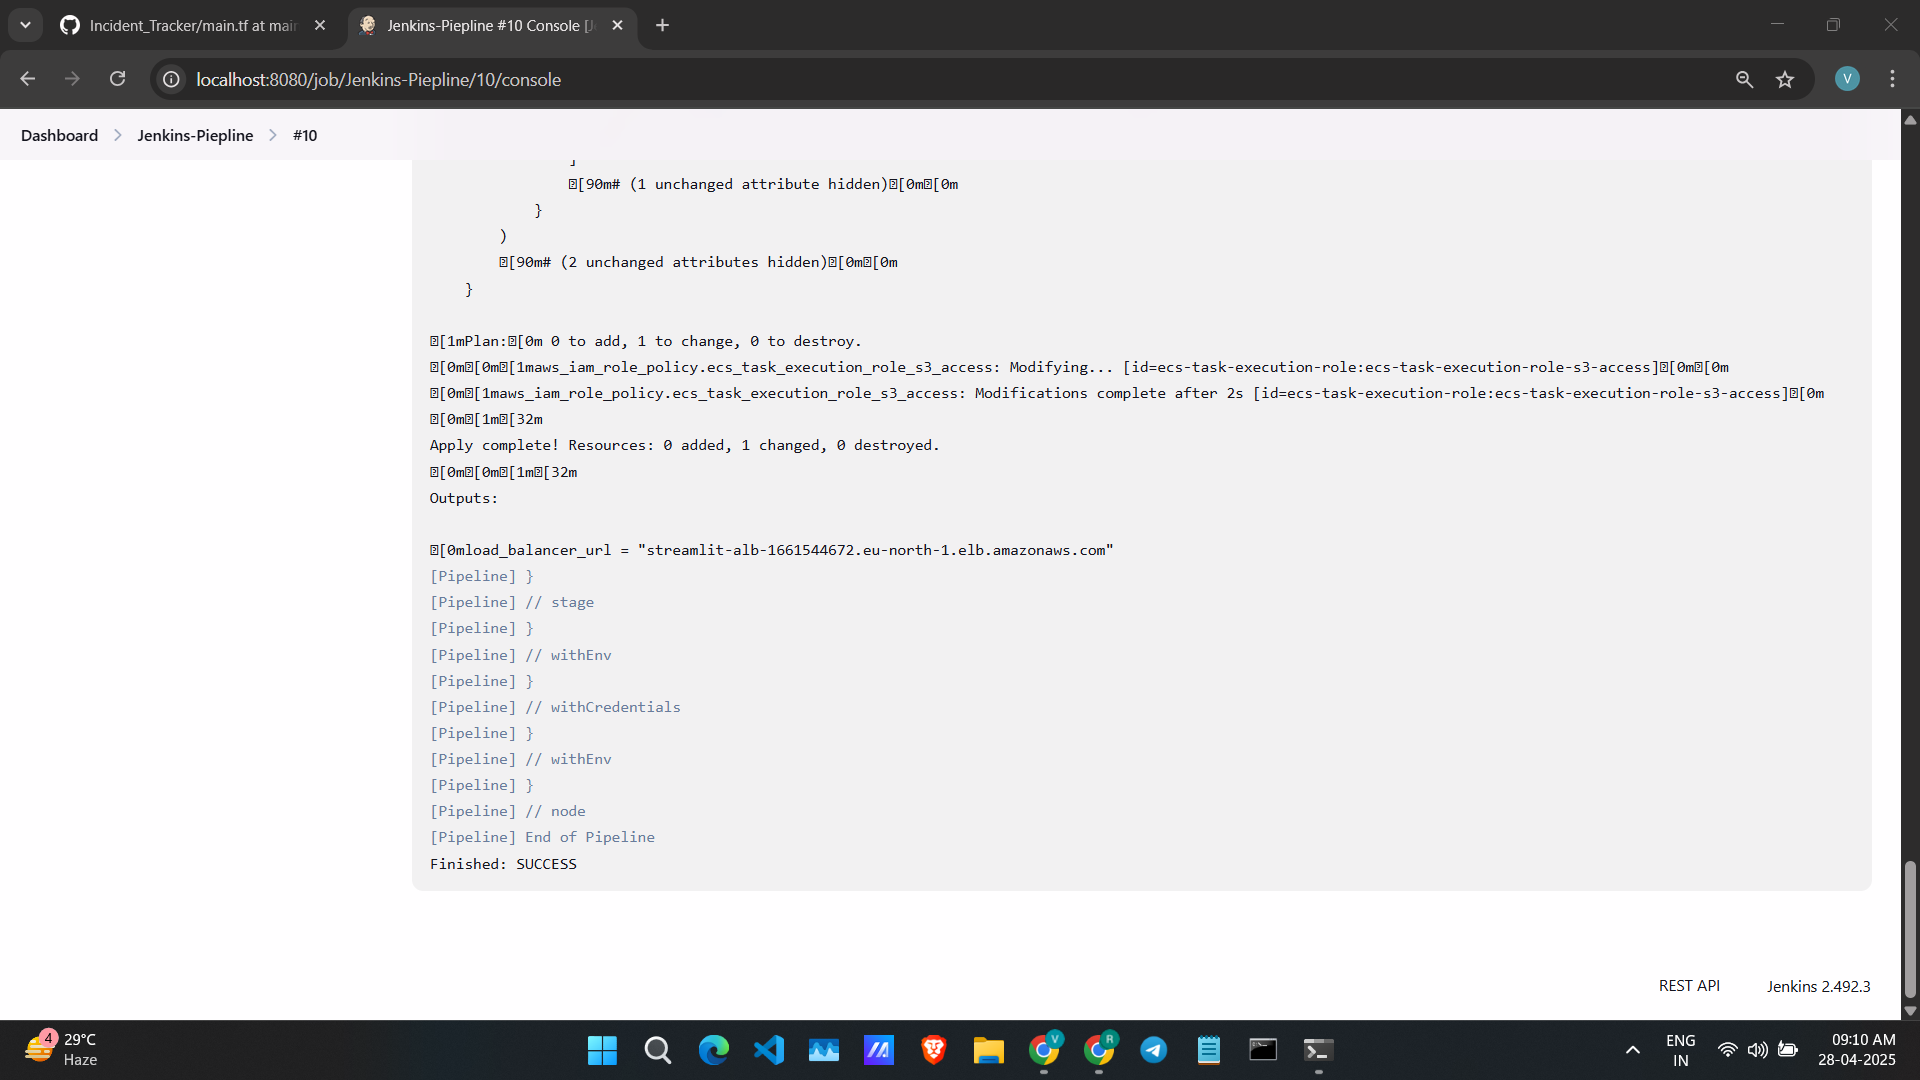 Incident_Tracker/main.tf at mair
Jenkins-Piepline #10 Console [Je
localhost:8080/job/Jenkins-Piepline/10/console
V
Dashboard
Jenkins-Piepline
#10
]
[90m# (1 unchanged attribute hidden)[0m[0m
}
)
[90m# (2 unchanged attributes hidden)[0m[0m
}
[1mPlan:[0m 0 to add, 1 to change, 0 to destroy.
[0m[0m[1maws_iam_role_policy.ecs_task_execution_role_s3_access: Modifying... [id=ecs-task-execution-role:ecs-task-execution-role-s3-access][0m[0m
[0m[1maws_iam_role_policy.ecs_task_execution_role_s3_access: Modifications complete after 2s [id=ecs-task-execution-role:ecs-task-execution-role-s3-access][0m
[0m[1m[32m
Apply complete! Resources: 0 added, 1 changed, 0 destroyed.
[0m[0m[1m[32m
Outputs:
[0mload_balancer_url = "streamlit-alb-1661544672.eu-north-1.elb.amazonaws.com"
[Pipeline] }
[Pipeline] // stage
[Pipeline] }
[Pipeline] // withEnv
[Pipeline] }
[Pipeline] // withCredentials
[Pipeline] }
[Pipeline] // withEnv
[Pipeline] }
[Pipeline] // node
[Pipeline] End of Pipeline
Finished: SUCCESS
REST API
Jenkins 2.492.3
4
29°C
Haze
V
R
ENG
IN
09:10 AM
28-04-2025